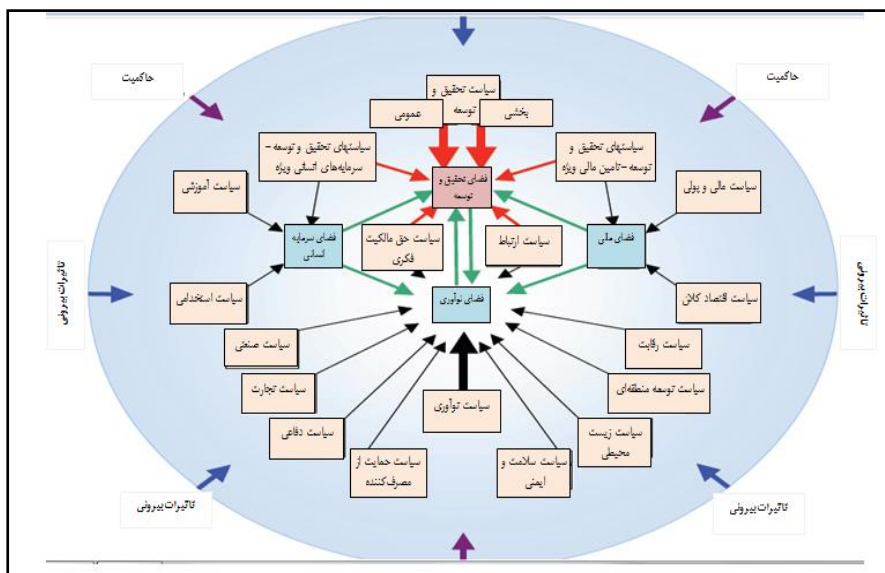 حاکمیت
حاکمیت
سیاست تحقیق و
توسعه
بخشی
عمومی
سیاستهای تحقیق و
توسعه -تامین مالی ویژه
سیاستهای تحقیق و توسعه -
سرمایه‌های انسانی ویژه
فضای تحقیق و
توسعه
سیاست مالی و پولی
سیاست آموزشی
فضای مالی
سیاست ارتباط
سیاست حق مالکیت
فکری
فضای سرمایه
انسانی
تاثیرات بیرونی
تاثیرات بیرونی
سیاست اقتصاد کلان
فضای نوآوری
سیاست استخدامی
سیاست رقابت
سیاست صنعتی
سیاست توسعه منطقه‌ای
سیاست تجارت
سیاست نوآوری
سیاست زیست
محیطی
سیاست دفاعی
سیاست سلامت و
ایمنی
سیاست حمایت از
مصرف‌کننده
تاثیرات بیرونی
تاثیرات بیرونی